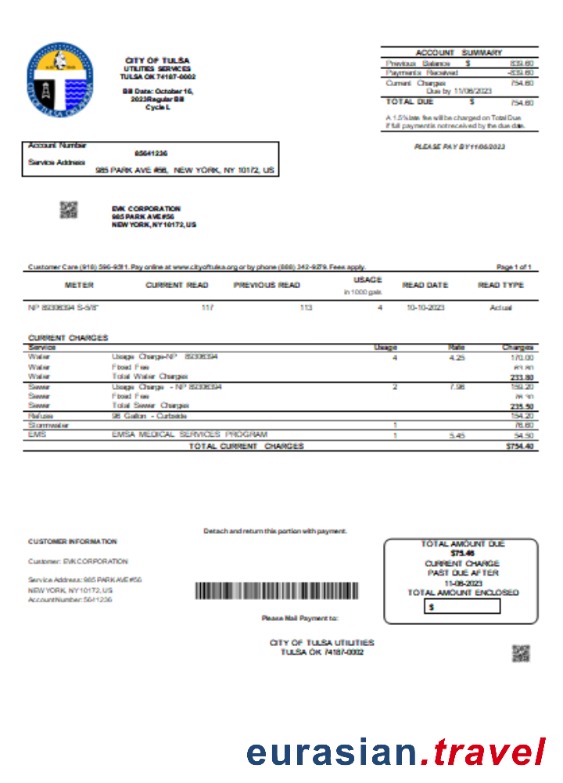 CITY OF TULSA
UTILITIES SERVICES
TULSA OK 74187-0002
Bill Date: October 16,
2023Regular Bill
Cycle L
ACCOUNT SUMMARY
Previous Balance $ 839.60
Payments Received -839.60
Current Charges 754.60
Due by 11/06/2023
TOTAL DUE $ 754.60
A 1.5% late fee will be charged on Total Due
if full payment is not received by the due date.
PLEASE PAY BY 11/06/2023
Account Number
85641236
Service Address
985 PARK AVE #56, NEW YORK, NY 10172, US
EVK CORPORATION
985 PARK AVE #56
NEW YORK, NY 10172, US
Customer Care (918) 596-9511. Pay online at www.cityoftulsa.org or by phone (888) 342-9279. Fees apply. Page 1 of 1
METER CURRENT READ PREVIOUS READ USAGE READ DATE READ TYPE
in 1000 gals
NP 89308394 S-5/8" 117 113 4 10-10-2023 Actual
CURRENT CHARGES
Service Usage Rate Charges
Water Usage Charge-NP 89308394 4 4.25 170.00
Water Fixed Fee 63.80
Water Total Water Charges 233.80
Sewer Usage Charge - NP 89308394 2 7.98 159.20
Sewer Fixed Fee 76.30
Sewer Total Sewer Charges 235.50
Refuse 96 Gallon - Curbside 154.20
Stormwater 1 76.60
EMS EMSA MEDICAL SERVICES PROGRAM 1 5.45 54.50
TOTAL CURRENT CHARGES $754.40
Detach and return this portion with payment.
CUSTOMER INFORMATION
Customer: EVK CORPORATION
Service Address: 985 PARK AVE #56
NEW YORK, NY 10172, US
Account Number: 5641236
TOTAL AMOUNT DUE
$75.46
CURRENT CHARGE
PAST DUE AFTER
11-06-2023
TOTAL AMOUNT ENCLOSED
$
Please Mail Payment to:
CITY OF TULSA UTILITIES
TULSA OK 74187-0002
eurasian.travel